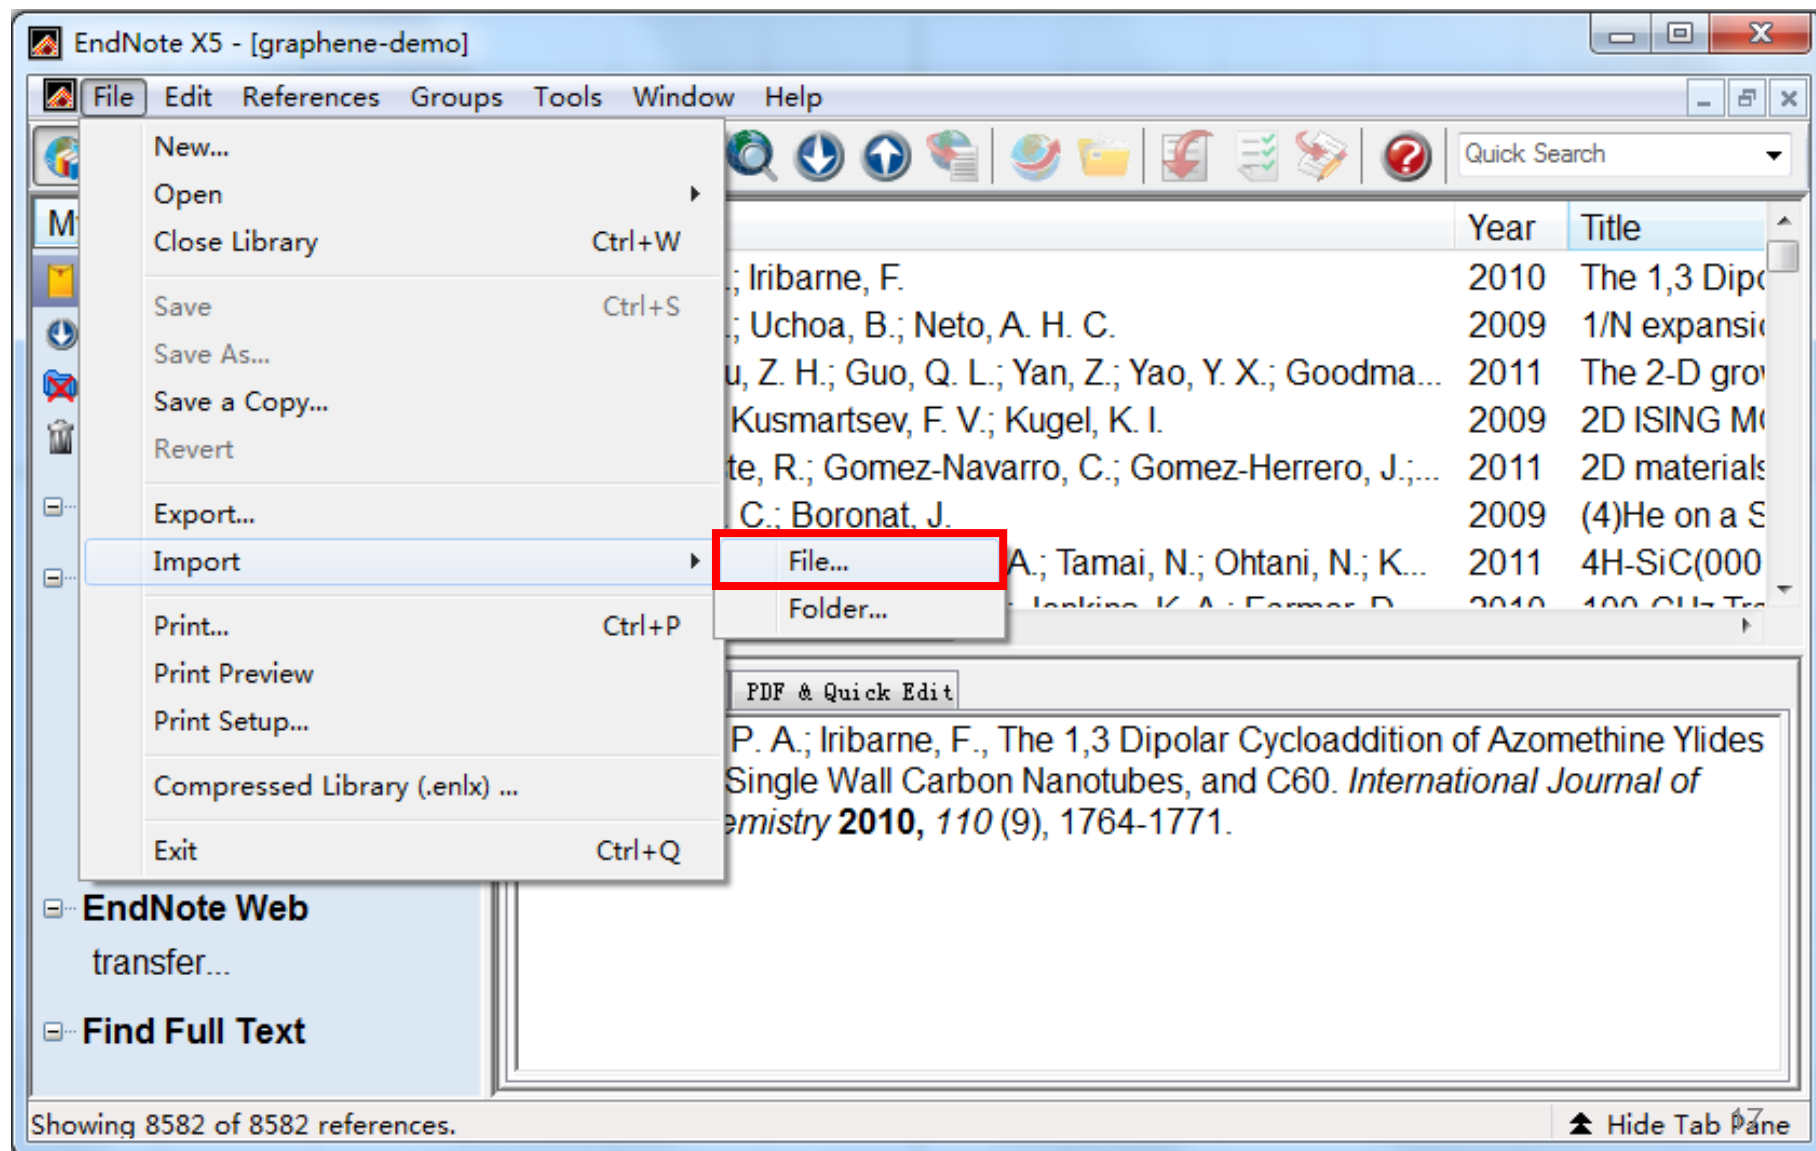 EndNote X5 - [graphene-demo]
File Edit References Groups Tools Window Help
New...
Open
Close Library Ctrl+W
Save Ctrl+S
Save As...
Save a Copy...
Revert
Export...
Import
Print... Ctrl+P
Print Preview
Print Setup...
Compressed Library (.enlx) ...
Exit Ctrl+Q
File...
Folder...
Quick Search
Year Title
; Iribarne, F. 2010 The 1,3
; Uchoa, B.; Neto, A. H. C. 2009 1/N
Z. H.; Guo, Q. L.; Yan, Z.; Yao, Y. X.; Goodma... 2011 The 2-D
Kusmartsev, F. V.; Kugel, K. I. 2009 2D ISING
R.; Gomez-Navarro, C.; Gomez-Herrero, J.;... 2011 2D materials
C.; Boronat, J. 2009 (4)He on a S
A.; Tamai, N.; Ohtani, N.; K... 2011 4H-SiC(000
2010
PDF & Quick Edit
P. A.; Iribarne, F., The 1,3 Dipolar Cycloaddition of Azomethine Ylides
Single Wall Carbon Nanotubes, and C60. International Journal of
2010, 110 (9), 1764-1771.
EndNote Web
transfer...
Find Full Text
Showing 8582 of 8582 references.
Hide Tab Pane
17